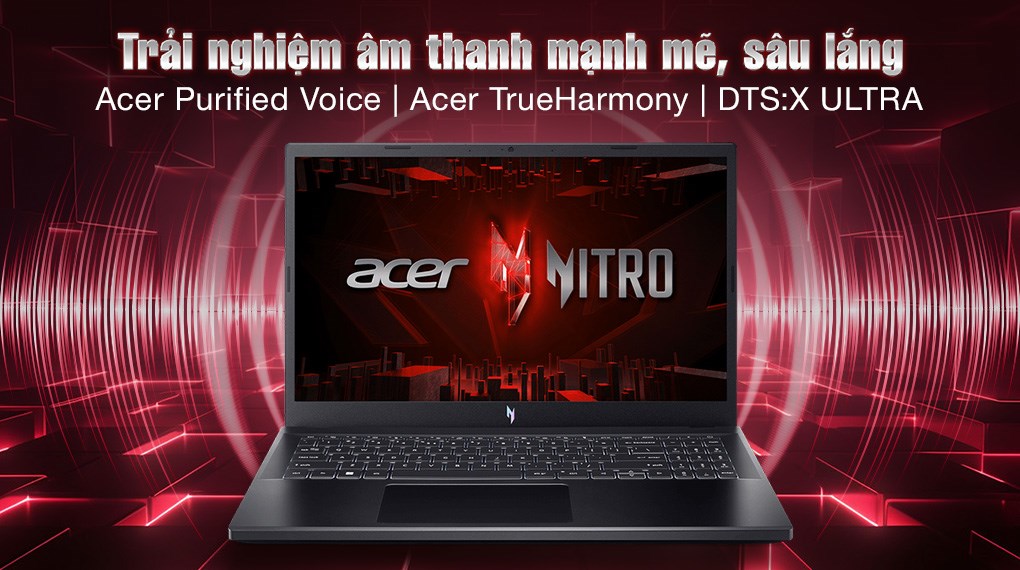 Trải nghiệm âm thanh mạnh mẽ, sâu lắng
Acer Purified Voice | Acer TrueHarmony | DTS:X ULTRA
acer NITRO